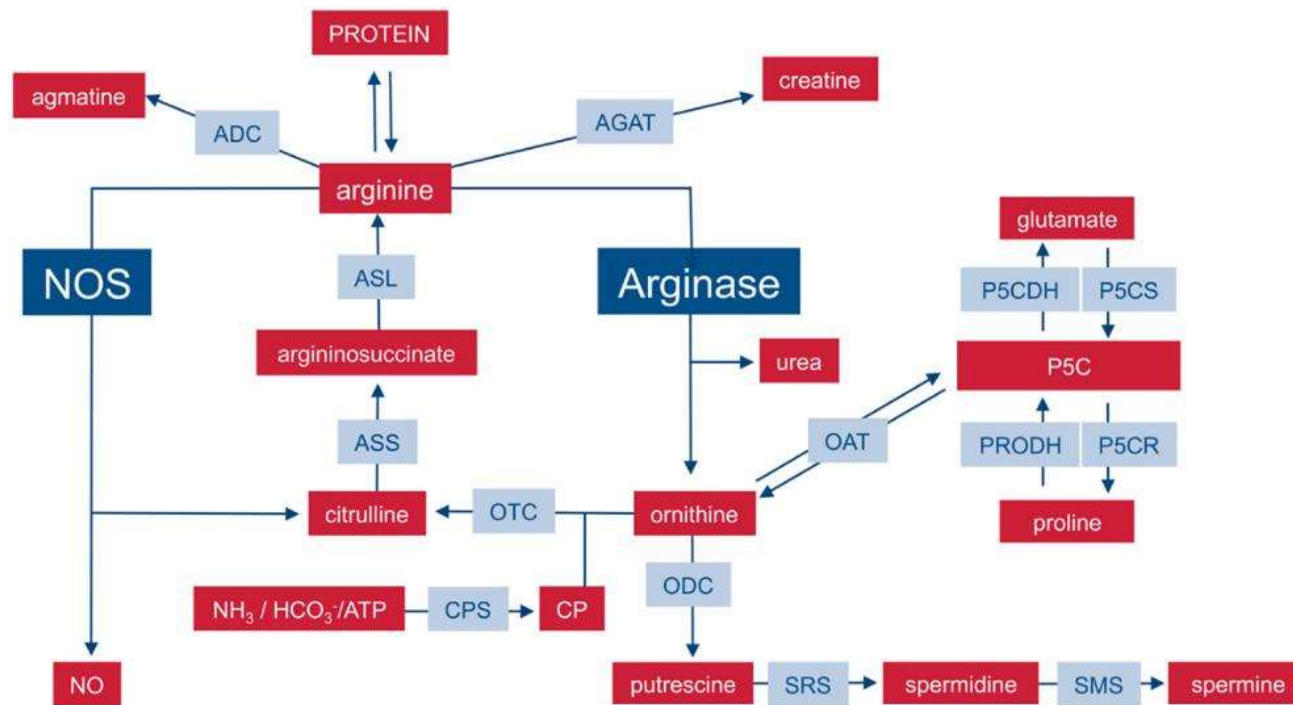 PROTEIN
agmatine
creatine
ADC
AGAT
arginine
glutamate
NOS
ASL
Arginase
P5CDH
P5CS
argininosuccinate
urea
P5C
ASS
OAT
PRODH
P5CR
citrulline
OTC
ornithine
proline
ODC
NH₃ / HCO₃⁻/ATP
CPS
CP
NO
putrescine
SRS
spermidine
SMS
spermine